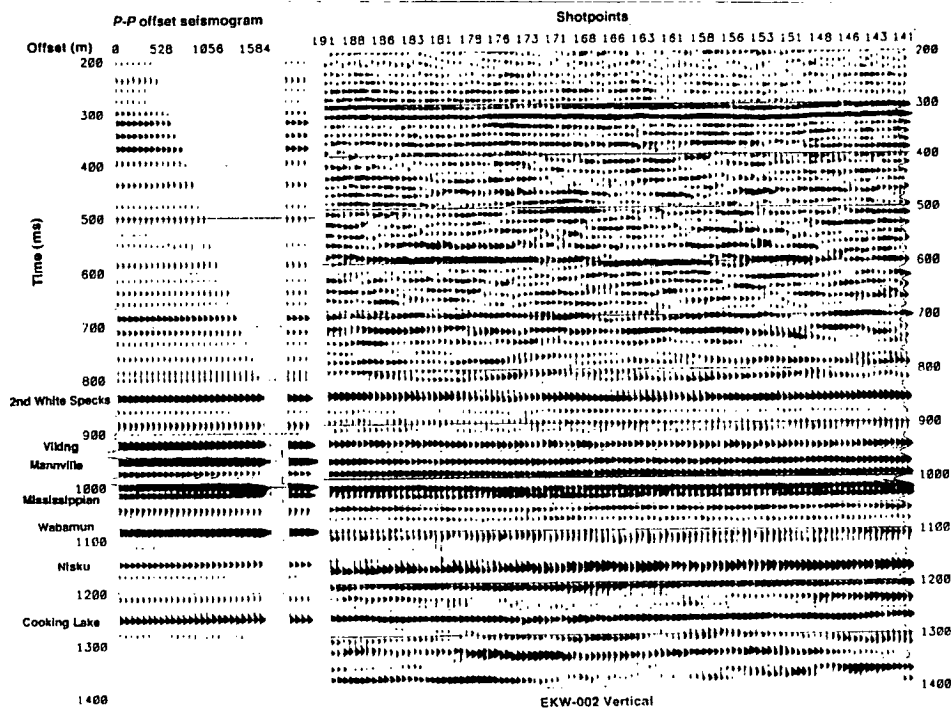 P-P offset seismogram
Shotpoints
Offset (m) 0 528 1056 1584
191 188 186 183 181 178 176 173 171 168 166 163 161 158 156 153 151 148 146 143 141
Time (ms)
200 200
300 300
400 400
500 500
600 600
700 700
800 800
2nd White Specks
900 900
Viking
Mannville
1000 1000
Mississippian
Wabamun
1100 1100
Nisku
1200 1200
Cooking Lake
1300 1300
1400 1400
EKW-002 Vertical